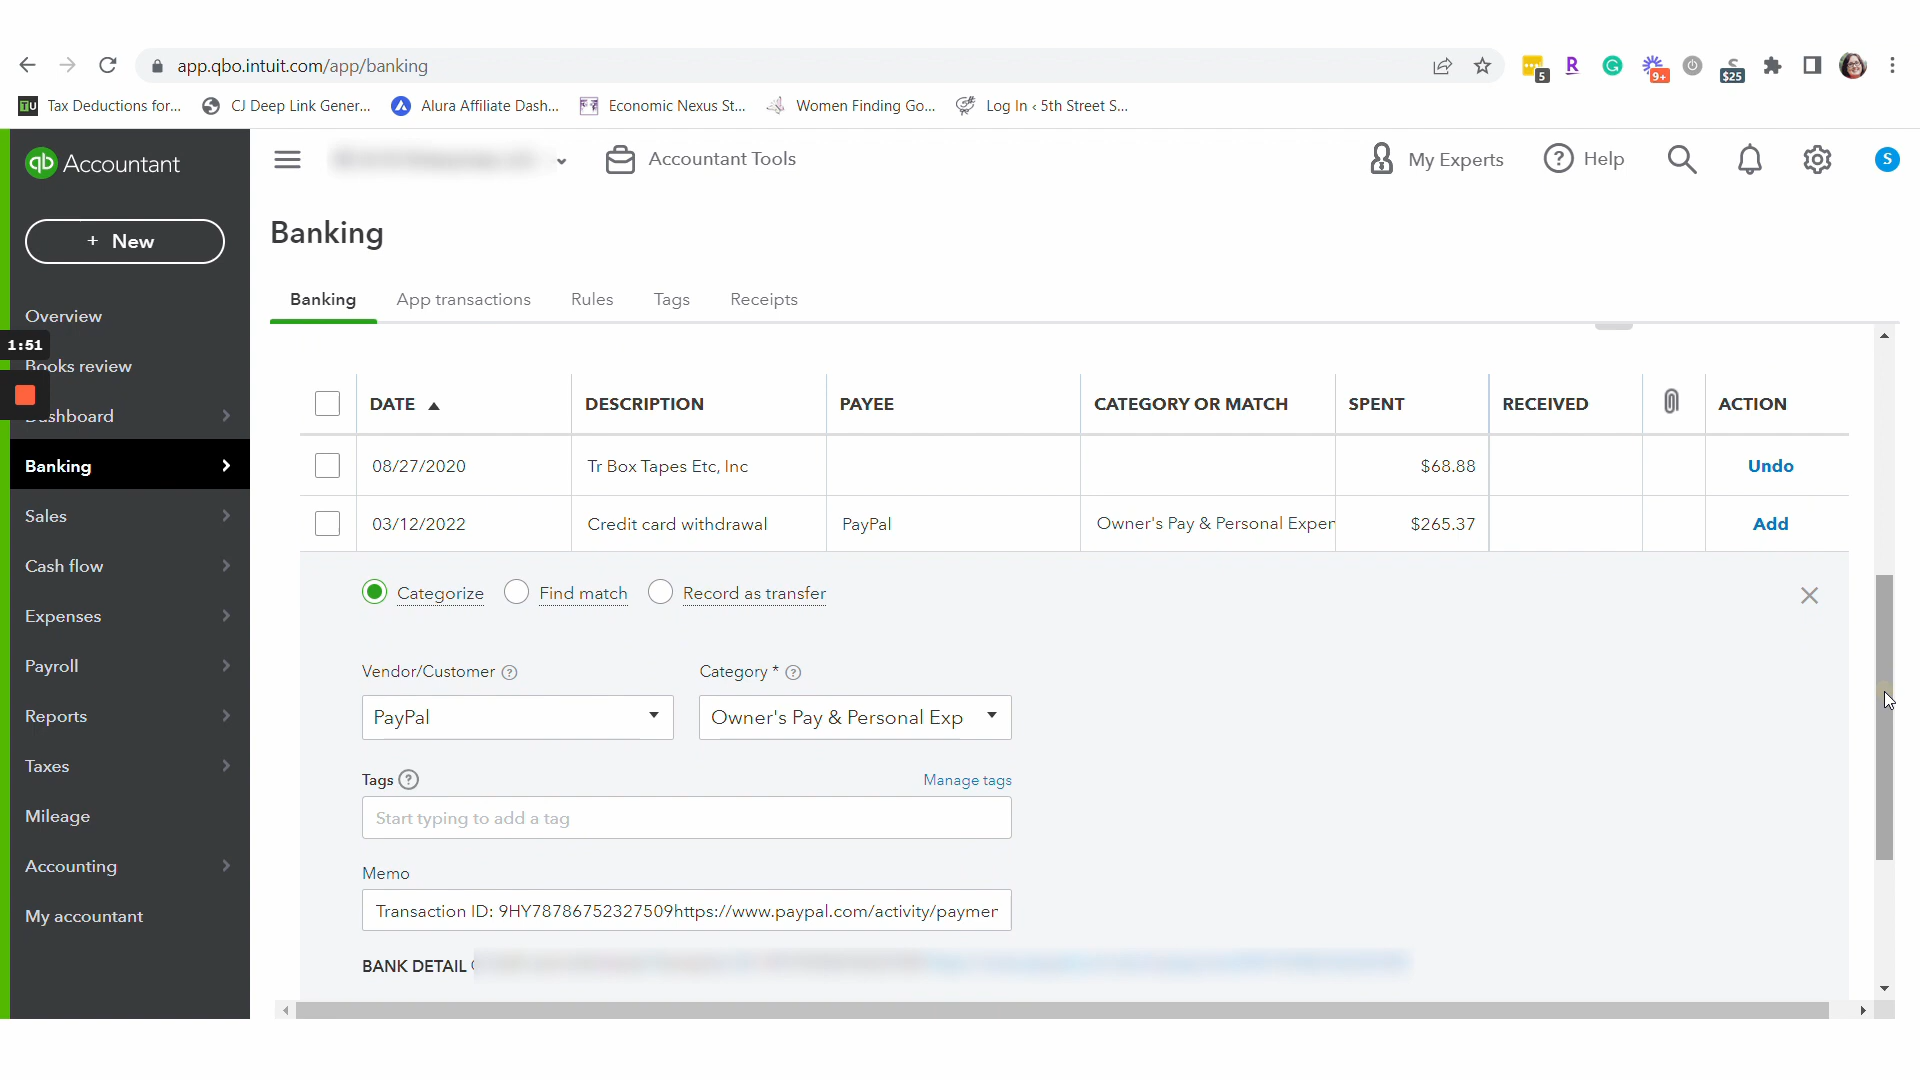 app.qbo.intuit.com/app/banking
5
R
G
9+
$25
TU Tax Deductions for...
CJ Deep Link Gener...
Alura Affiliate Dash...
Economic Nexus St...
Women Finding Go...
Log In ‹ 5th Street S...
qb Accountant
Accountant Tools
My Experts
? Help
S
+ New
Banking
Banking
App transactions
Rules
Tags
Receipts
Overview
1:51
Books review
Dashboard
Banking
Sales
Cash flow
Expenses
Payroll
Reports
Taxes
Mileage
Accounting
My accountant
DATE ▲ DESCRIPTION PAYEE CATEGORY OR MATCH SPENT RECEIVED ACTION
08/27/2020 Tr Box Tapes Etc, Inc $68.88 Undo
03/12/2022 Credit card withdrawal PayPal Owner's Pay & Personal Exper $265.37 Add
Categorize Find match Record as transfer
Vendor/Customer ? Category * ?
PayPal Owner's Pay & Personal Exp
Tags ? Manage tags
Start typing to add a tag
Memo
Transaction ID: 9HY78786752327509https://www.paypal.com/activity/paymer
BANK DETAIL